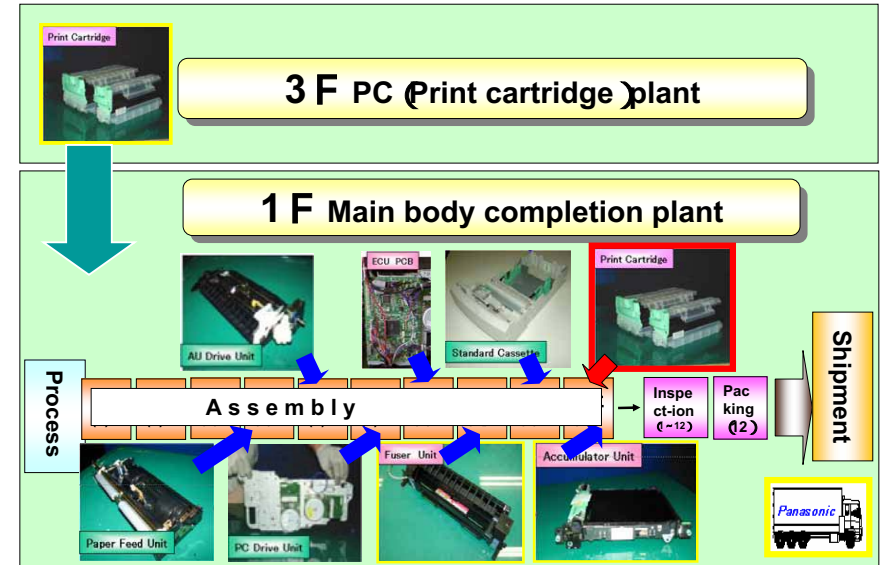 Print Cartridge
3 F PC (Print cartridge )plant
1 F Main body completion plant
AU Drive Unit
ECU PCB
Standard Cassette
Print Cartridge
Process
Assembly
Inspe
ct-ion
(1~12)
Pac
king
(12)
Shipment
Paper Feed Unit
PC Drive Unit
Fuser Unit
Accumulator Unit
Panasonic